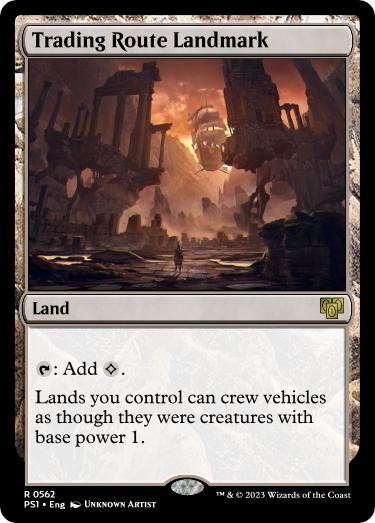 Trading Route Landmark
Land
: Add .
Lands you control can crew vehicles
as though they were creatures with
base power 1.
R 0562
PS1 • Eng Unknown Artist
™ & © 2023 Wizards of the Coast